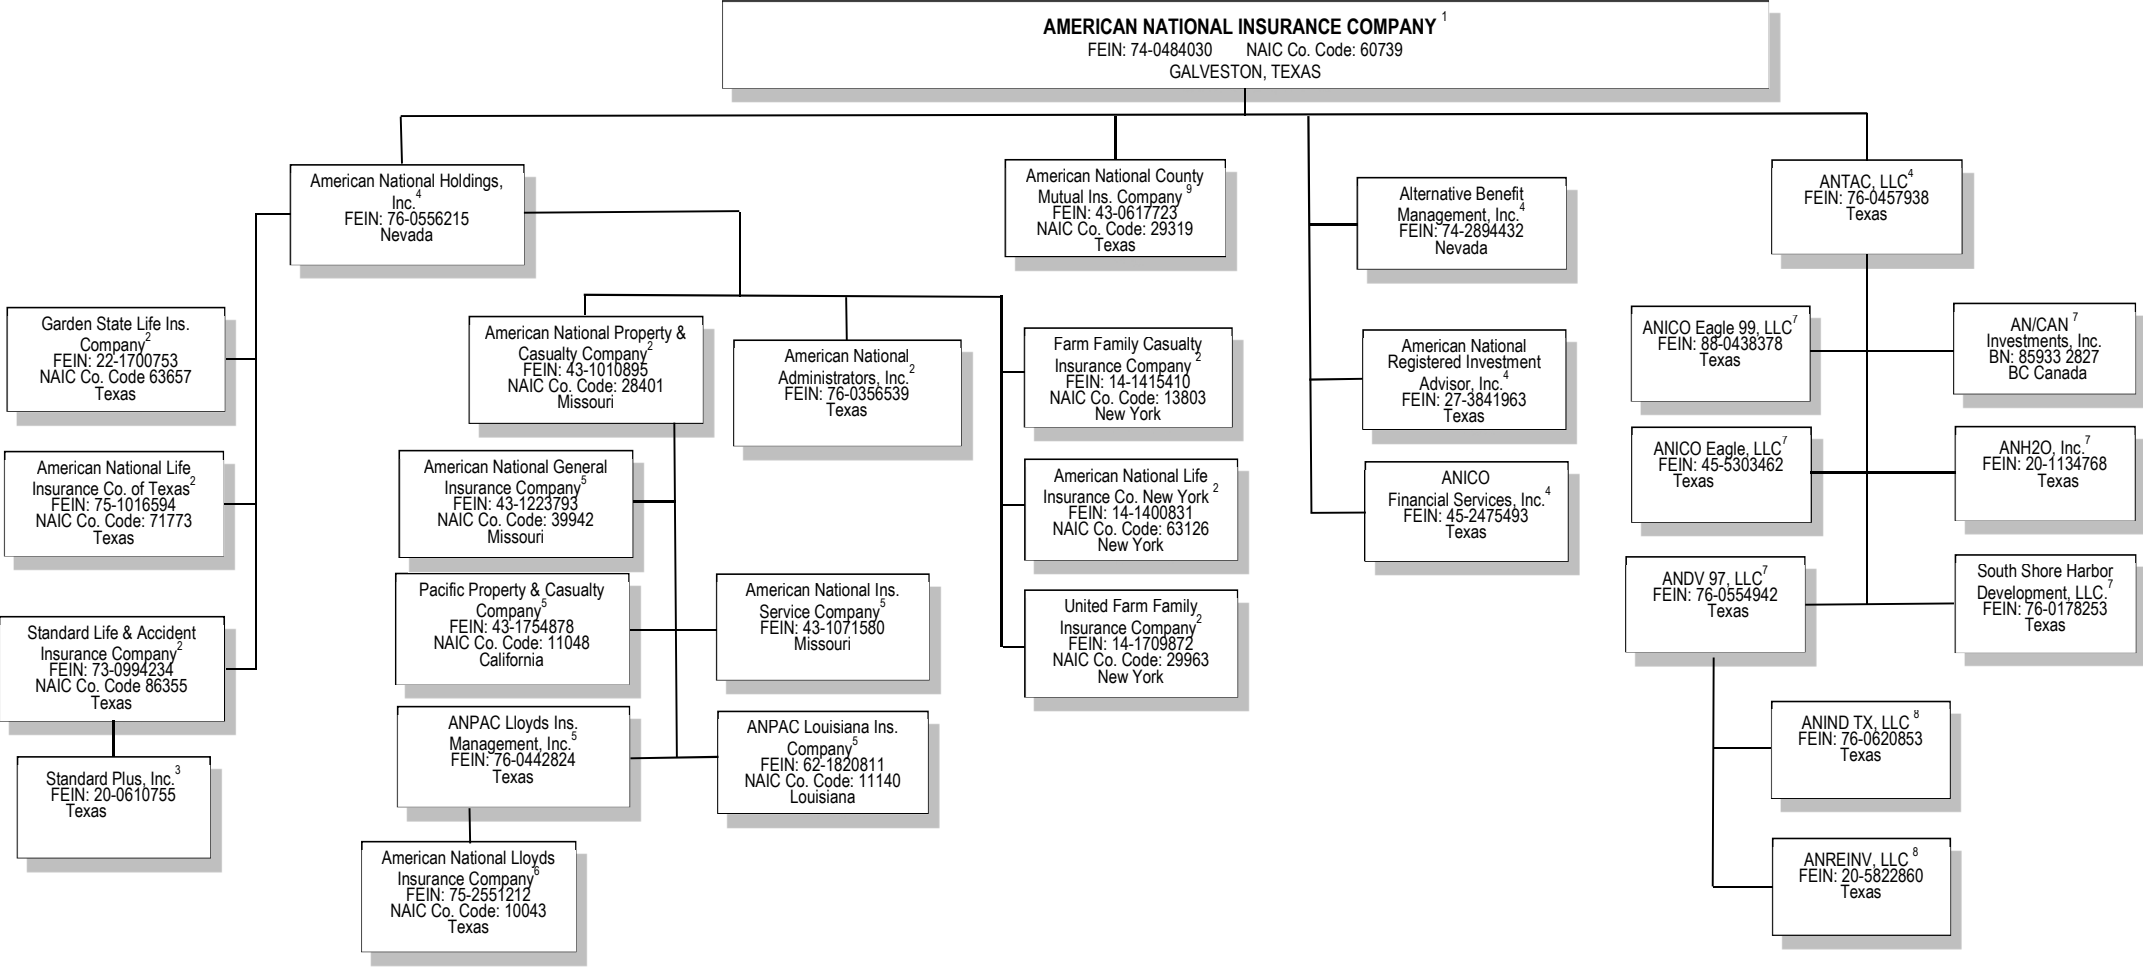 AMERICAN NATIONAL INSURANCE COMPANY 1
FEIN: 74-0484030 NAIC Co. Code: 60739
GALVESTON, TEXAS
American National Holdings,
Inc.4
FEIN: 76-0556215
Nevada
American National County
Mutual Ins. Company 9
FEIN: 43-0617723
NAIC Co. Code: 29319
Texas
Alternative Benefit
Management, Inc.4
FEIN: 74-2894432
Nevada
ANTAC, LLC4
FEIN: 76-0457938
Texas
Garden State Life Ins.
Company2
FEIN: 22-1700753
NAIC Co. Code 63657
Texas
American National Property &
Casualty Company2
FEIN: 43-1010895
NAIC Co. Code: 28401
Missouri
American National
Administrators, Inc.2
FEIN: 76-0356539
Texas
Farm Family Casualty
Insurance Company2
FEIN: 14-1415410
NAIC Co. Code: 13803
New York
American National
Registered Investment
Advisor, Inc.4
FEIN: 27-3841963
Texas
ANICO Eagle 99, LLC7
FEIN: 88-0438378
Texas
AN/CAN 7
Investments, Inc.
BN: 85933 2827
BC Canada
American National Life
Insurance Co. of Texas2
FEIN: 75-1016594
NAIC Co. Code: 71773
Texas
American National General
Insurance Company5
FEIN: 43-1223793
NAIC Co. Code: 39942
Missouri
American National Life
Insurance Co. New York 2
FEIN: 14-1400831
NAIC Co. Code: 63126
New York
ANICO
Financial Services, Inc.4
FEIN: 45-2475493
Texas
ANICO Eagle, LLC7
FEIN: 45-5303462
Texas
ANH2O, Inc.7
FEIN: 20-1134768
Texas
Standard Life & Accident
Insurance Company2
FEIN: 73-0994234
NAIC Co. Code 86355
Texas
Pacific Property & Casualty
Company5
FEIN: 43-1754878
NAIC Co. Code: 11048
California
American National Ins.
Service Company5
FEIN: 43-1071580
Missouri
United Farm Family
Insurance Company2
FEIN: 14-1709872
NAIC Co. Code: 29963
New York
ANDV 97, LLC7
FEIN: 76-0554942
Texas
South Shore Harbor
Development, LLC.7
FEIN: 76-0178253
Texas
Standard Plus, Inc.3
FEIN: 20-0610755
Texas
ANPAC Lloyds Ins.
Management, Inc.5
FEIN: 76-0442824
Texas
ANPAC Louisiana Ins.
Company5
FEIN: 62-1820811
NAIC Co. Code: 11140
Louisiana
ANIND TX, LLC 8
FEIN: 76-0620853
Texas
American National Lloyds
Insurance Company6
FEIN: 75-2551212
NAIC Co. Code: 10043
Texas
ANREINV, LLC 8
FEIN: 20-5822860
Texas